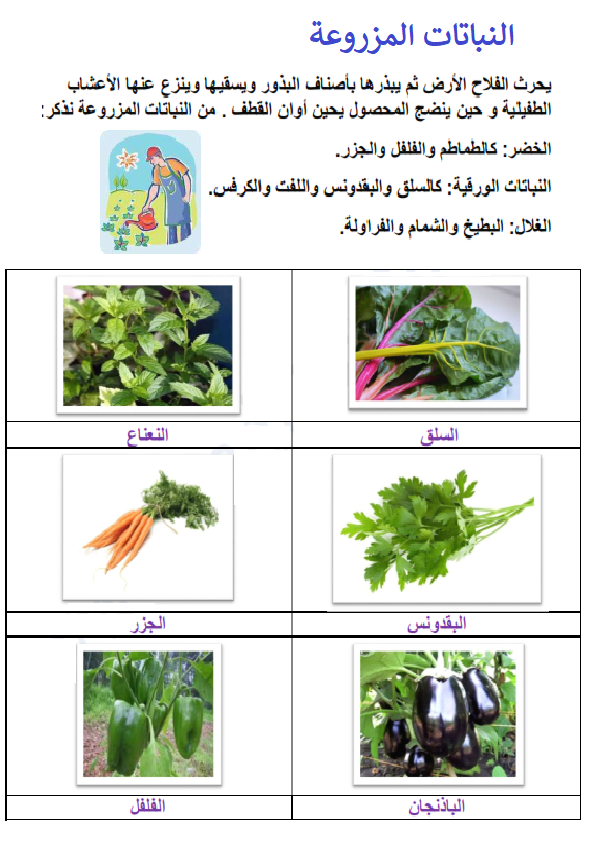 النباتات المزروعة
يحرث الفلاح الأرض ثم يبذرها بأصناف البذور ويسقيها وينزع عنها الأعشاب
الطفيلية و حين ينضج المحصول يحين أوان القطف . من النباتات المزروعة نذكر:
الخضر: كالطماطم والفلفل والجزر.
النباتات الورقية: كالسلق والبقدونس واللفت والكرفس.
الغلال: البطيخ والشمام والفراولة.
السلق
النعناع
البقدونس
الجزر
الباذنجان
الفلفل